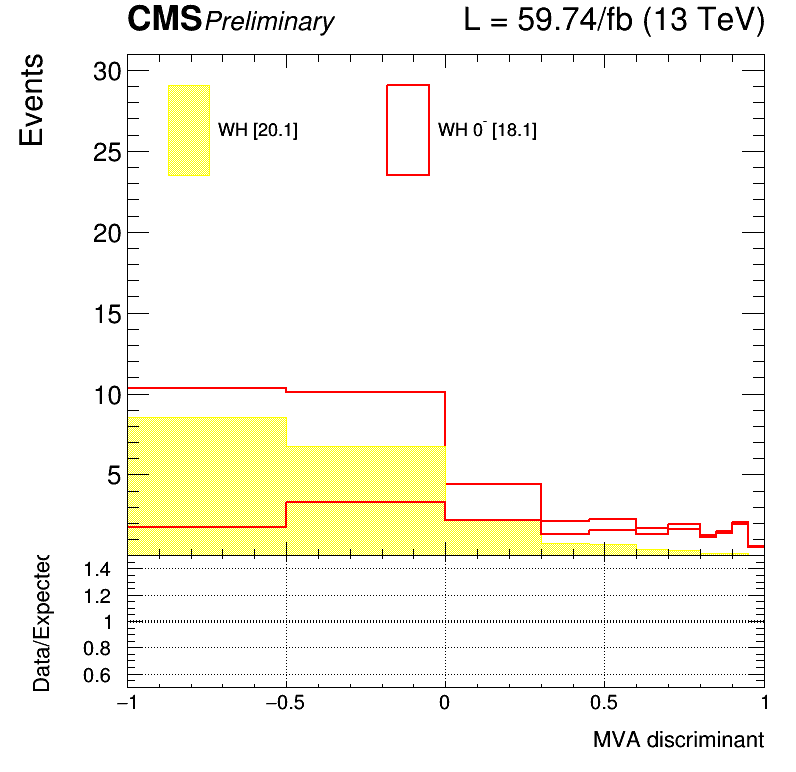 CMS Preliminary L = 59.74/fb (13 TeV)
Events
30
25
20
15
10
5
WH [20.1]
WH 0- [18.1]
Data/Expected
1.4
1.2
1
0.8
0.6
−1 −0.5 0 0.5 1
MVA discriminant